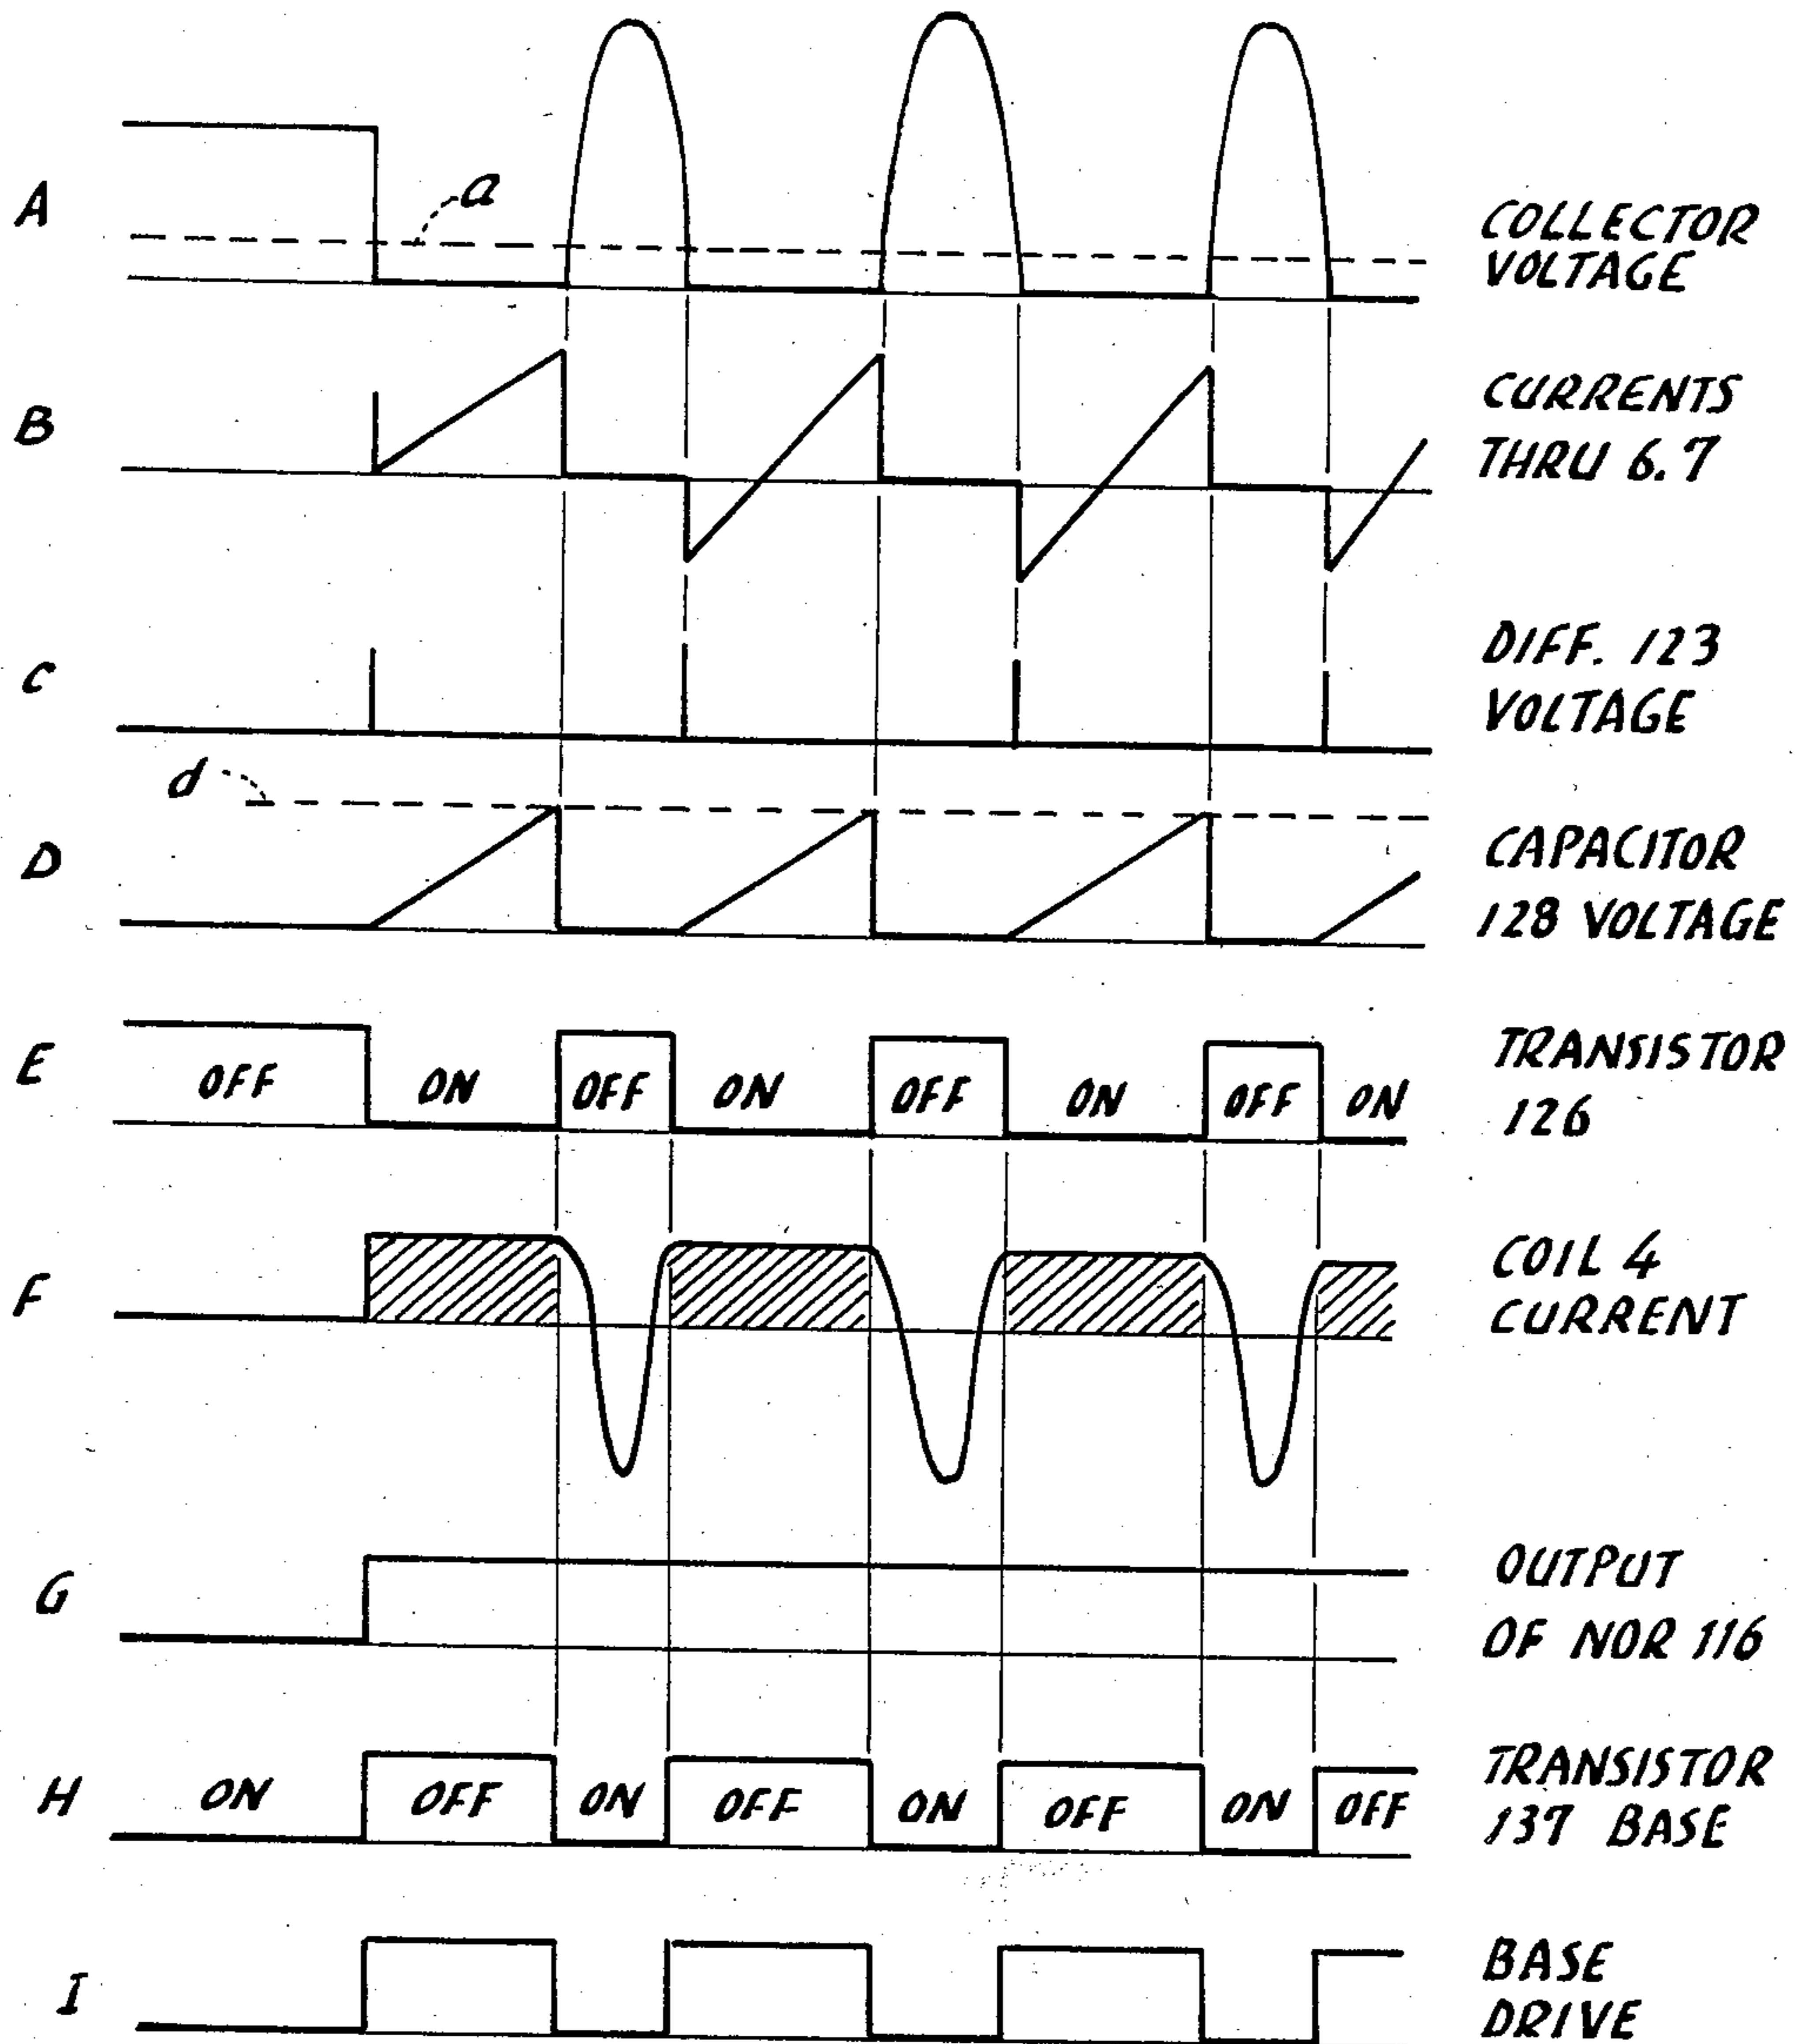 A
a
COLLECTOR
VOLTAGE
B
CURRENTS
THRU 6.7
C
DIFF. 123
VOLTAGE
d
D
CAPACITOR
128 VOLTAGE
E
OFF ON OFF ON OFF ON OFF ON
TRANSISTOR
126
F
COIL 4
CURRENT
G
OUTPUT
OF NOR 116
H
ON OFF ON OFF ON OFF ON OFF
TRANSISTOR
137 BASE
I
BASE
DRIVE